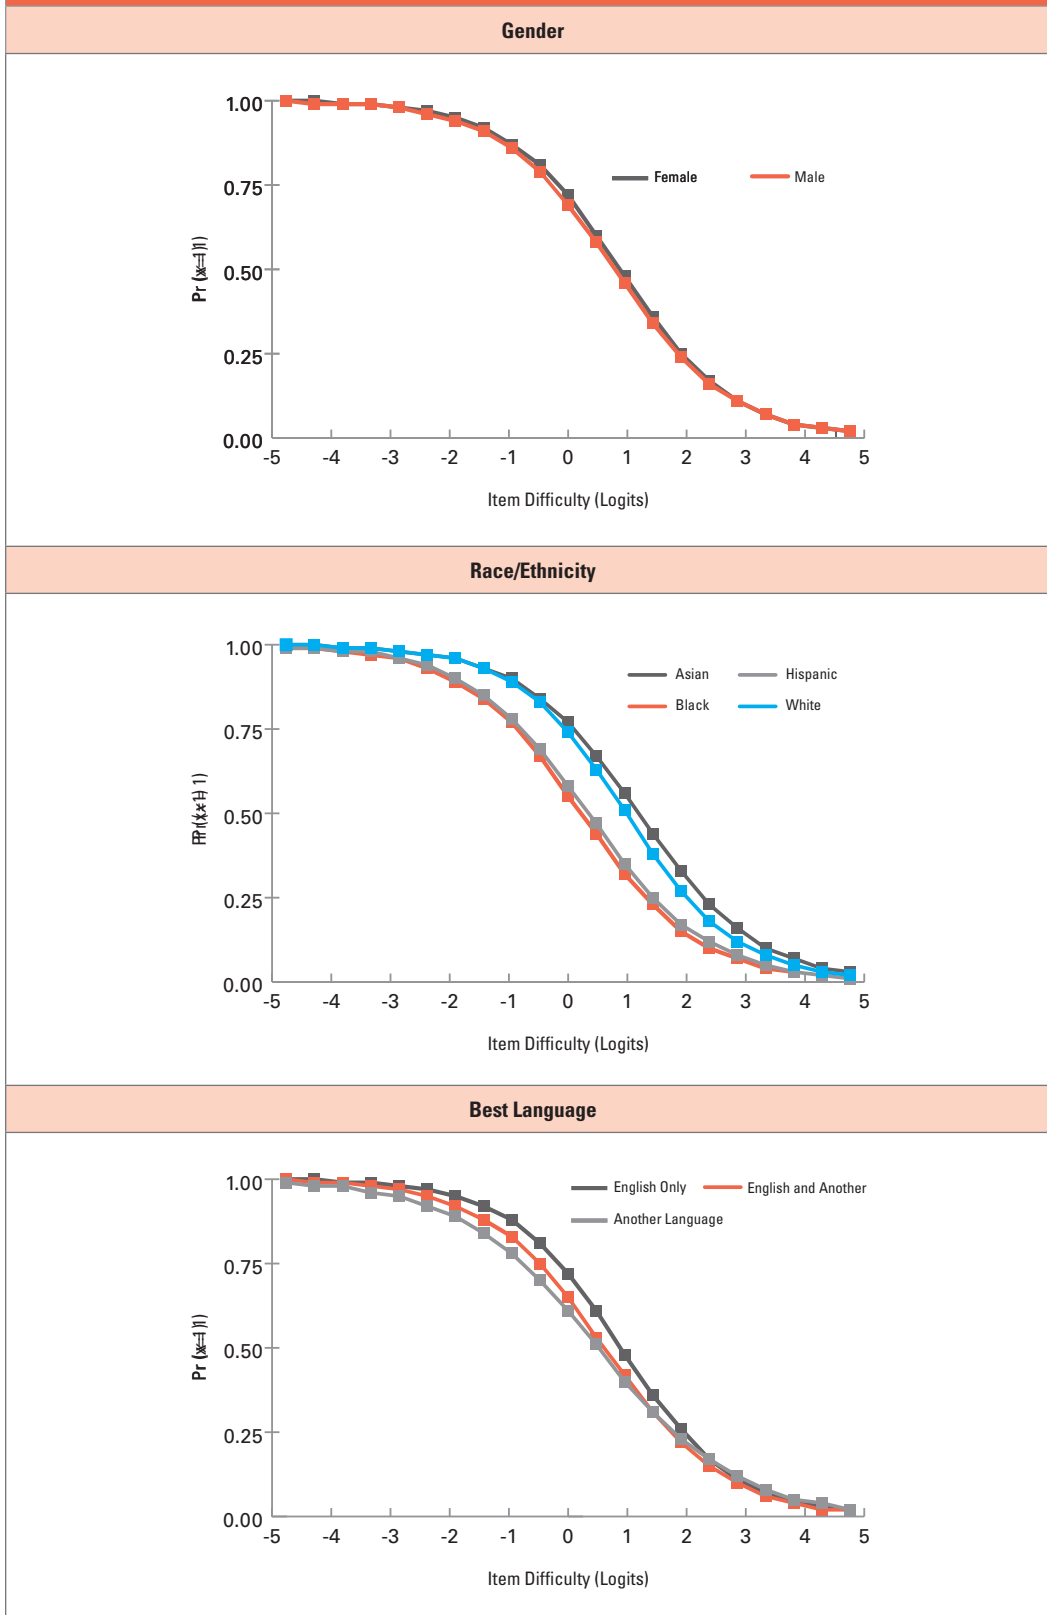 Gender
1.00
0.75
0.50
0.25
0.00
Female Male
-5 -4 -3 -2 -1 0 1 2 3 4 5
Item Difficulty (Logits)
Race/Ethnicity
1.00
0.75
0.50
0.25
0.00
Asian Hispanic
Black White
-5 -4 -3 -2 -1 0 1 2 3 4 5
Item Difficulty (Logits)
Best Language
1.00
0.75
0.50
0.25
0.00
English Only English and Another
Another Language
-5 -4 -3 -2 -1 0 1 2 3 4 5
Item Difficulty (Logits)